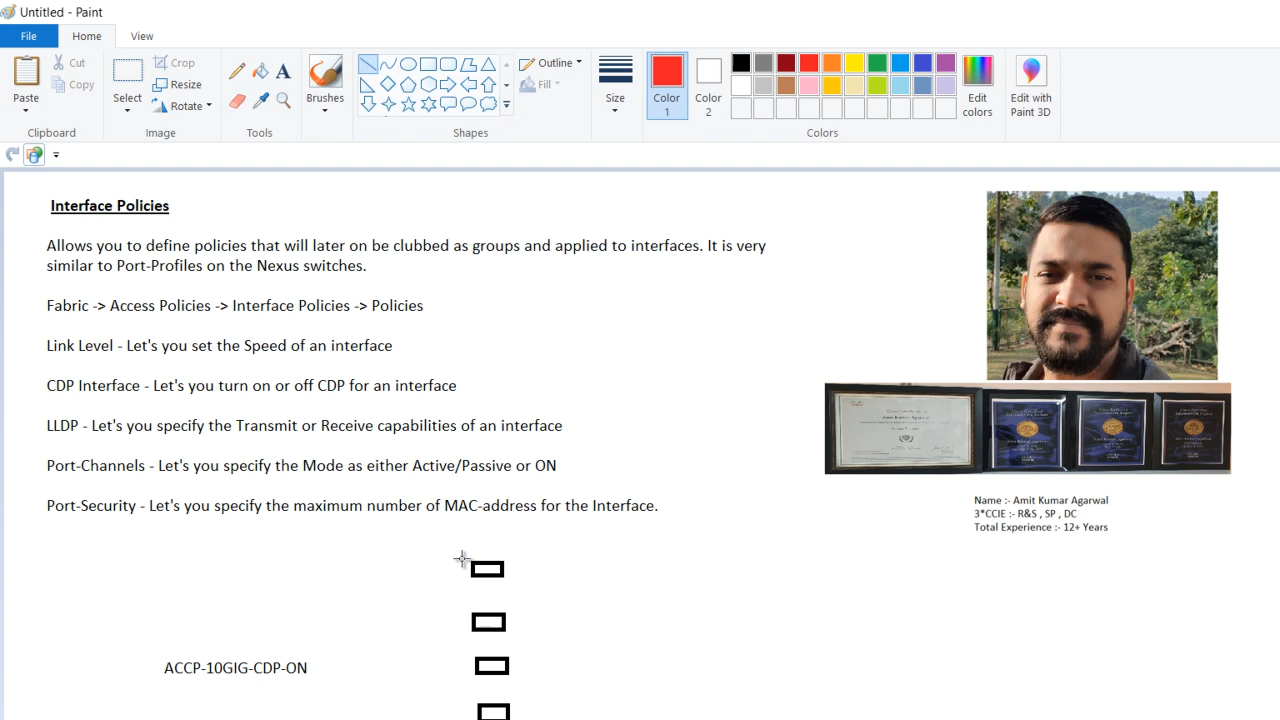 Untitled - Paint
File
Home
View
Paste
Cut
Copy
Clipboard
Select
Crop
Resize
Rotate
Image
Tools
Brushes
Shapes
Outline
Fill
Size
Color 1
Color 2
Colors
Edit colors
Edit with Paint 3D
Interface Policies
Allows you to define policies that will later on be clubbed as groups and applied to interfaces. It is very
similar to Port-Profiles on the Nexus switches.
Fabric -> Access Policies -> Interface Policies -> Policies
Link Level - Let's you set the Speed of an interface
CDP Interface - Let's you turn on or off CDP for an interface
LLDP - Let's you specify the Transmit or Receive capabilities of an interface
Port-Channels - Let's you specify the Mode as either Active/Passive or ON
Port-Security - Let's you specify the maximum number of MAC-address for the Interface.
Name :- Amit Kumar Agarwal
3*CCIE :- R&S , SP , DC
Total Experience :- 12+ Years
ACCP-10GIG-CDP-ON